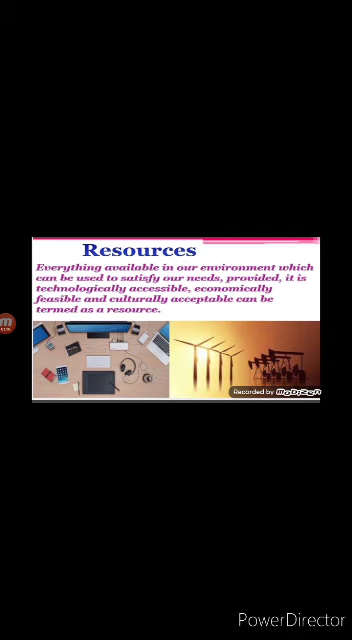 Resources
Everything available in our environment which
can be used to satisfy our needs, provided, it is
technologically accessible, economically
feasible and culturally acceptable can be
termed as a resource.
Recorded by MOBIZEN
PowerDirector